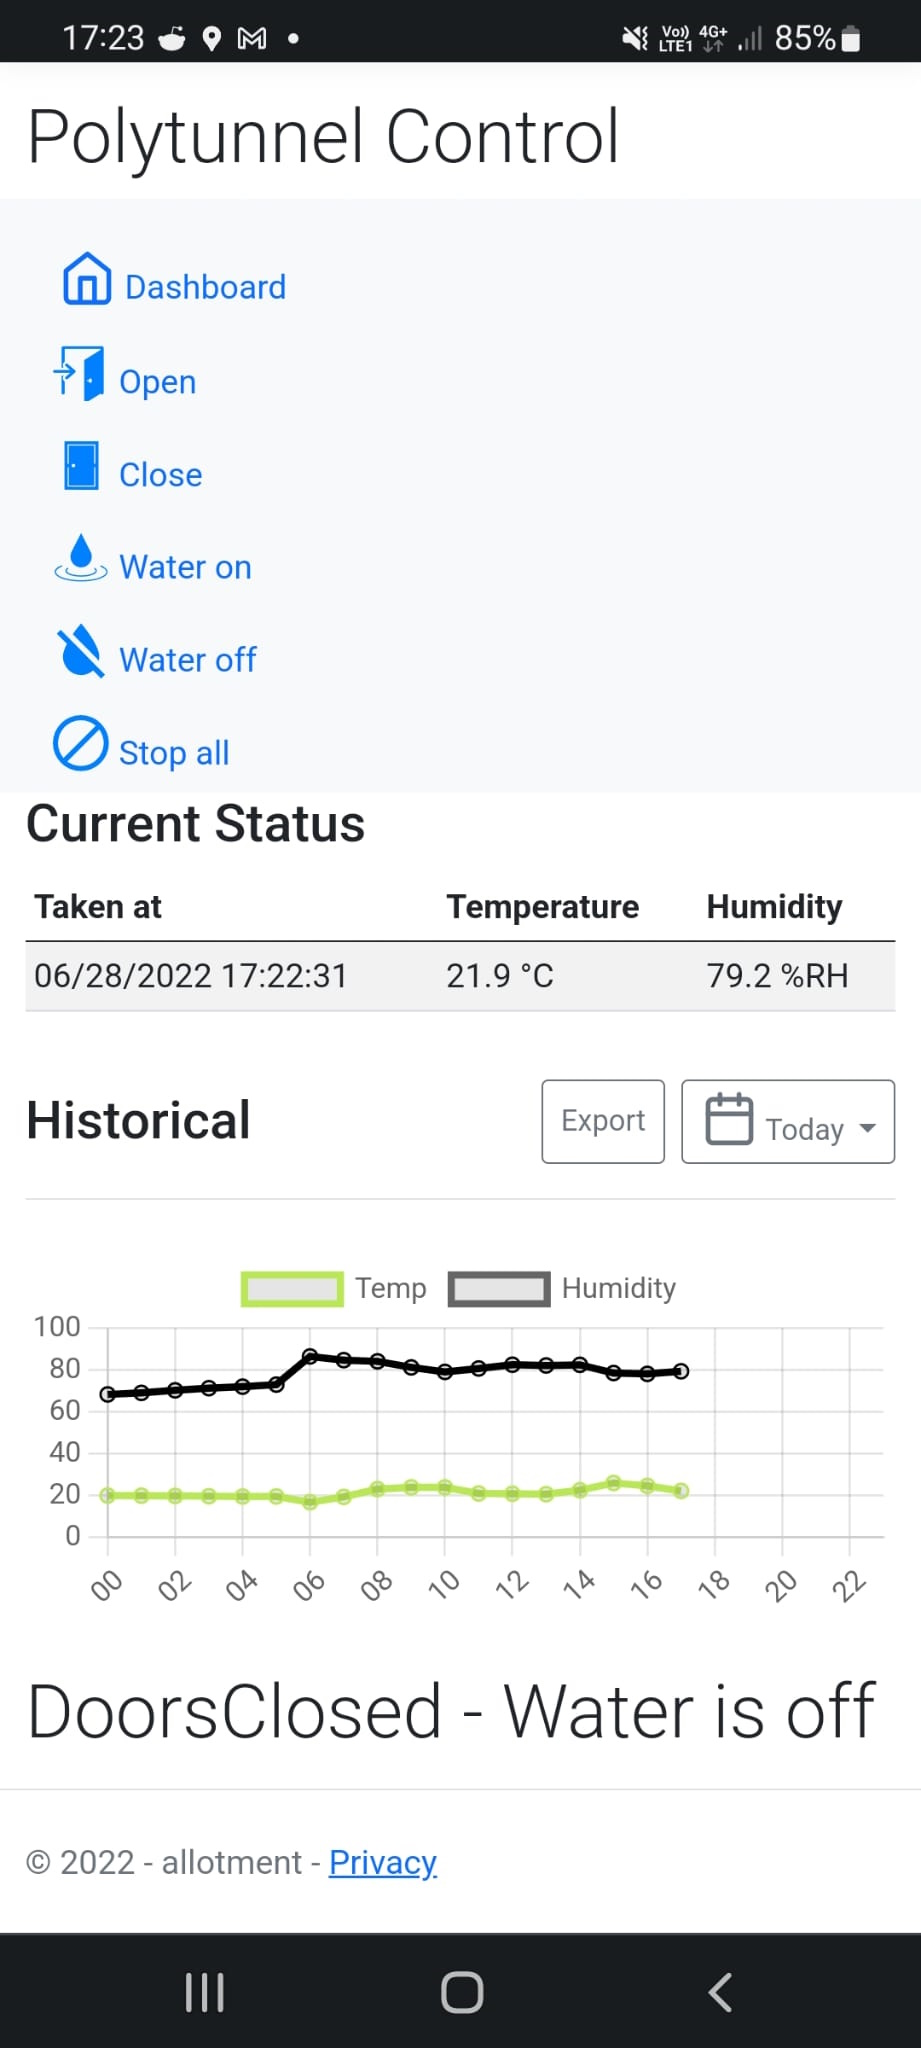 17:23 Vo)) 4G+ 85%
LTE1
Polytunnel Control
Dashboard
Open
Close
Water on
Water off
Stop all
Current Status
Taken at Temperature Humidity
06/28/2022 17:22:31 21.9 °C 79.2 %RH
Historical Export Today
Temp Humidity
100
80
60
40
20
0
00 02 04 06 08 10 12 14 16 18 20 22
DoorsClosed - Water is off
© 2022 - allotment - Privacy